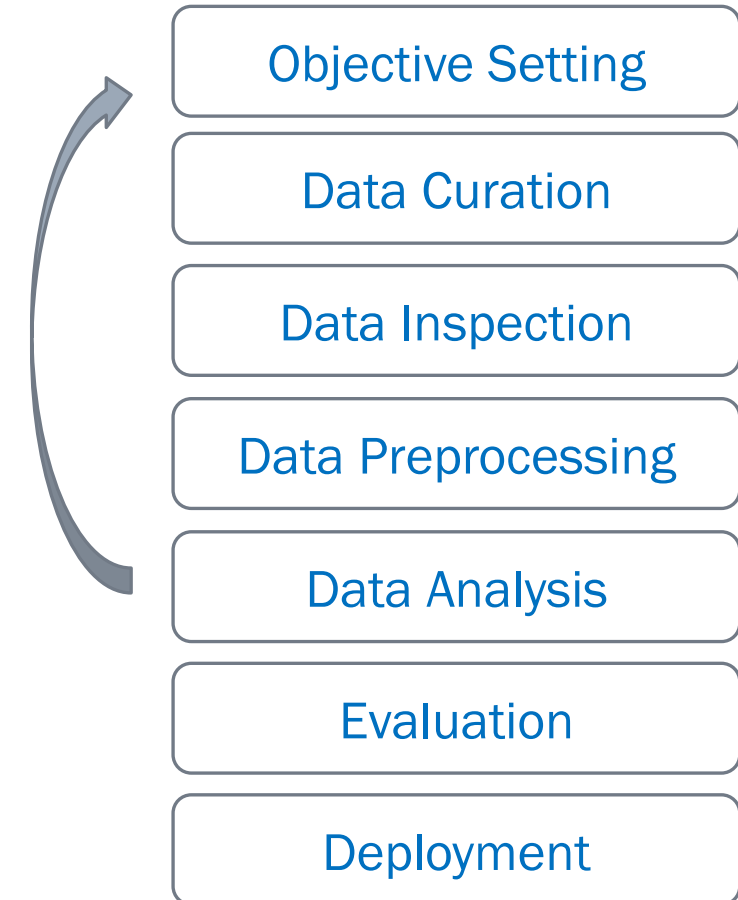 Objective Setting
Data Curation
Data Inspection
Data Preprocessing
Data Analysis
Evaluation
Deployment